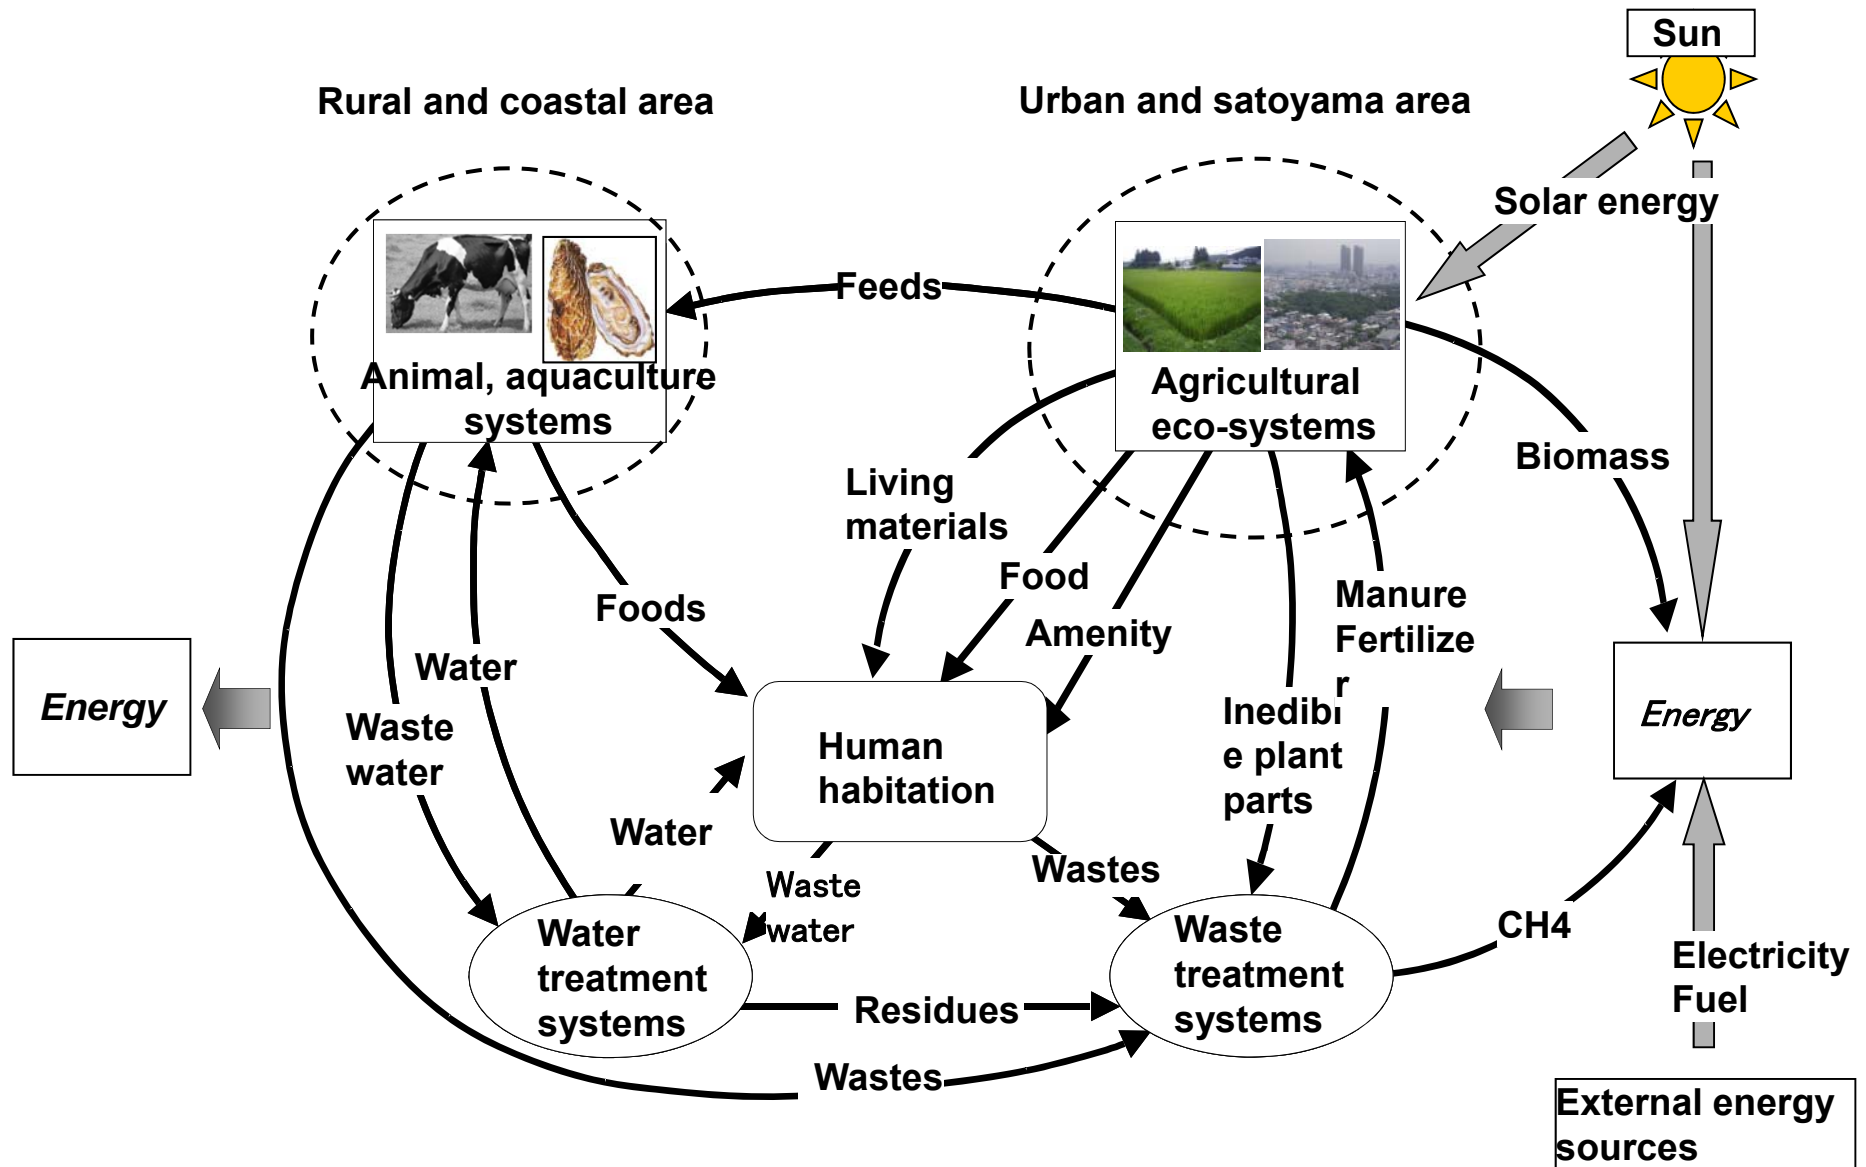 Sun
Rural and coastal area
Urban and satoyama area
Solar energy
Feeds
Animal, aquaculture
systems
Agricultural
eco-systems
Biomass
Living
materials
Food
Foods
Amenity
Manure
Fertilize
r
Water
Energy
Waste
water
Inedibl
e plant
parts
Energy
Human
habitation
Water
Waste
water
Wastes
Water
treatment
systems
Waste
treatment
systems
CH4
Electricity
Fuel
Residues
Wastes
External energy
sources